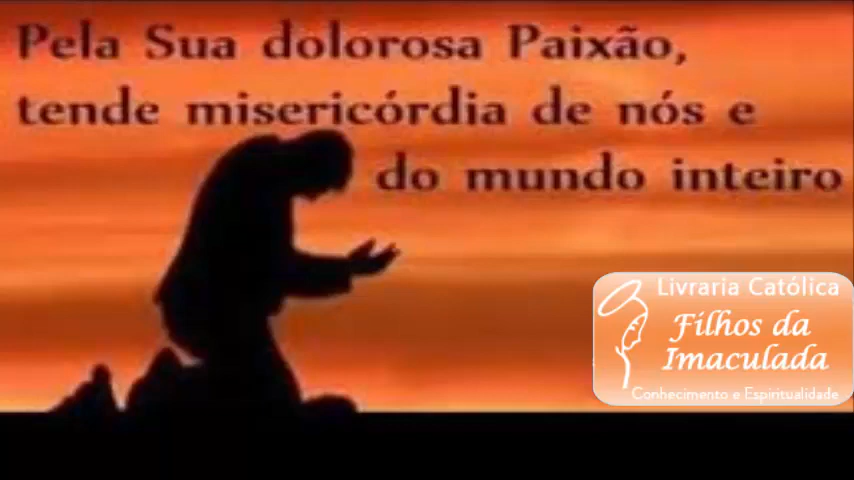 Pela Sua dolorosa Paixão,
tende misericórdia de nós e
do mundo inteiro
Livraria Católica
Filhos da
Imaculada
Conhecimento e Espiritualidade